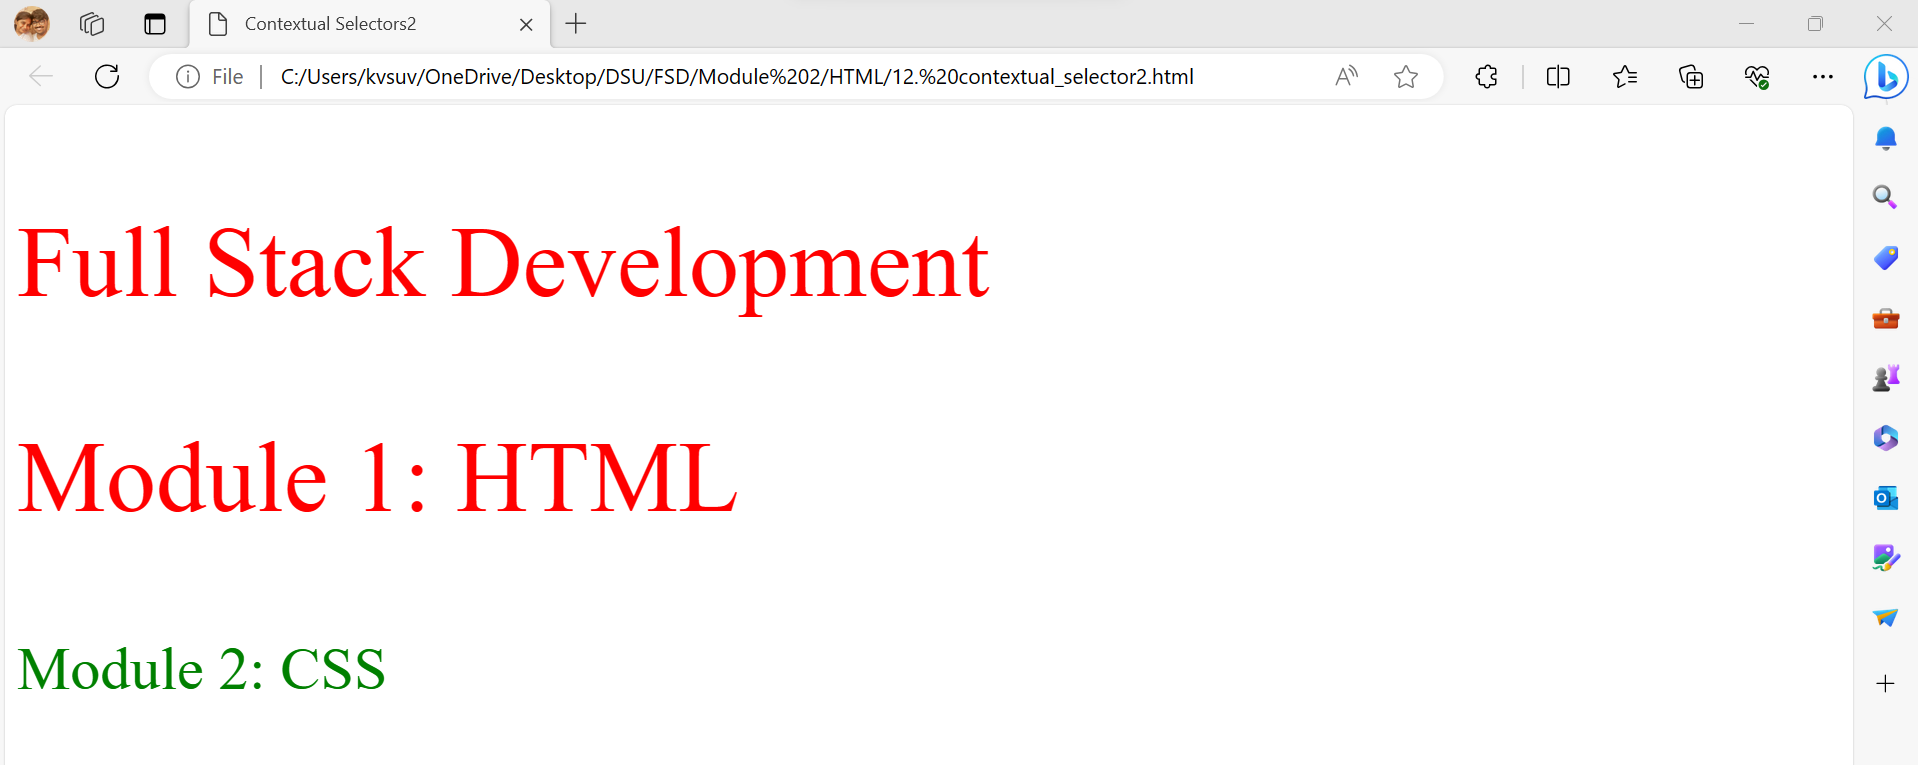 Contextual Selectors2
File
C:/Users/kvsuv/OneDrive/Desktop/DSU/FSD/Module%202/HTML/12.%20contextual_selector2.html
Full Stack Development
Module 1: HTML
Module 2: CSS